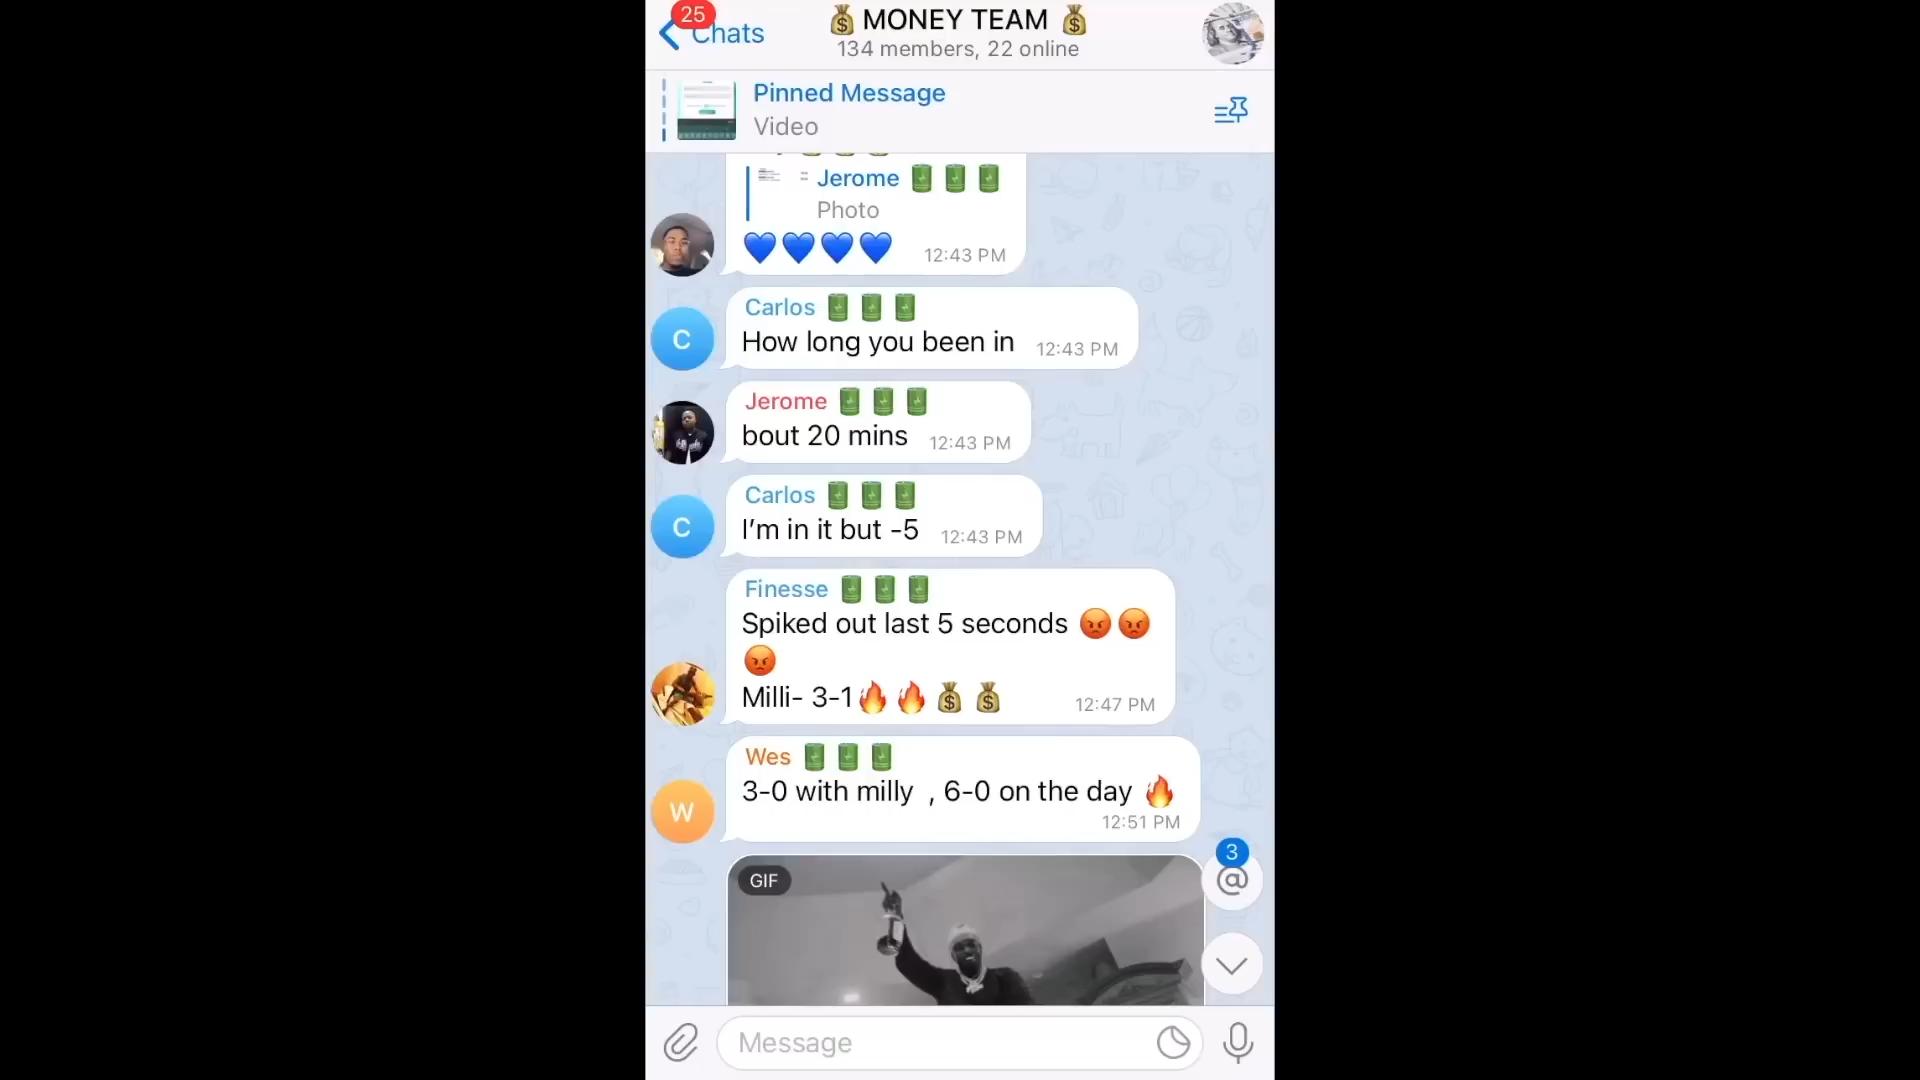 25
Chats
💰 MONEY TEAM 💰
134 members, 22 online
Pinned Message
Video
Jerome
Photo
💙💙💙💙 12:43 PM
Carlos
C
How long you been in 12:43 PM
Jerome
bout 20 mins 12:43 PM
Carlos
C
I’m in it but -5 12:43 PM
Finesse
Spiked out last 5 seconds 😡😡
😡
Milli- 3-1🔥🔥💰💰 12:47 PM
Wes
W
3-0 with milly , 6-0 on the day 🔥
12:51 PM
3
@
GIF
Message